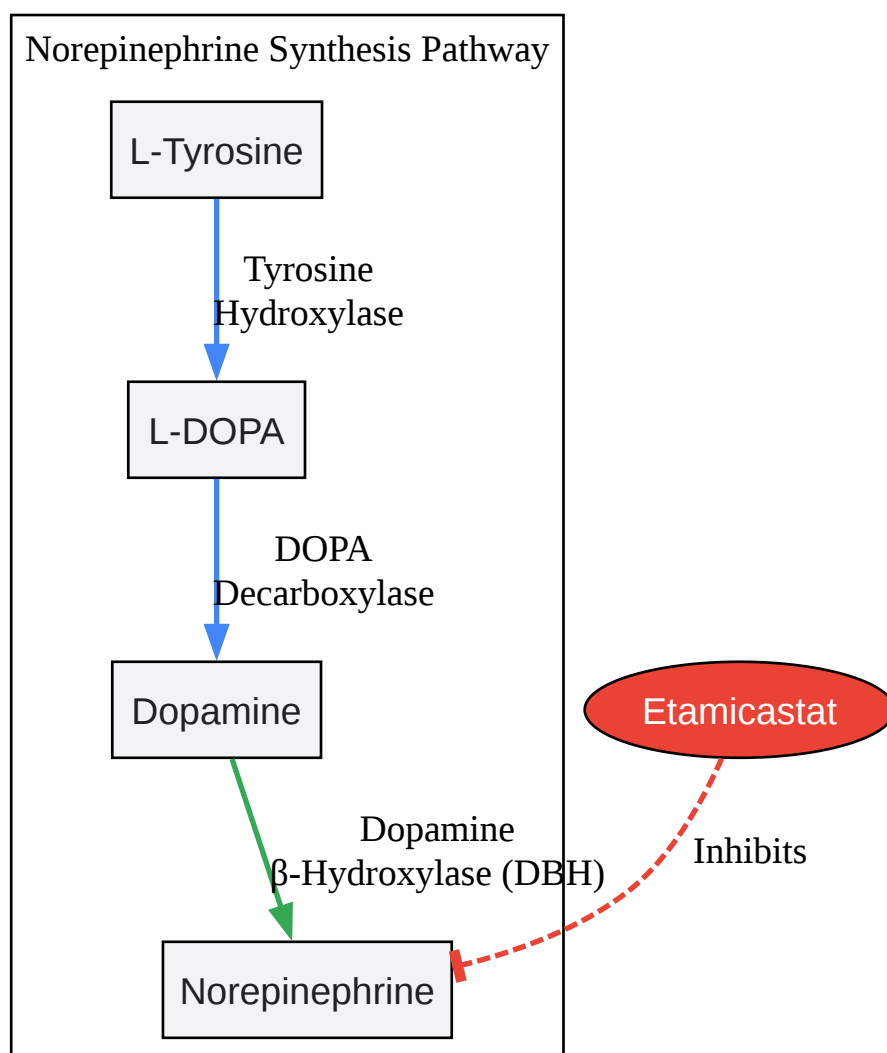 Norepinephrine Synthesis Pathway
L-Tyrosine
Tyrosine
Hydroxylase
L-DOPA
DOPA
Decarboxylase
Dopamine
Etamicastat
Dopamine
β-Hydroxylase (DBH)
Inhibits
Norepinephrine